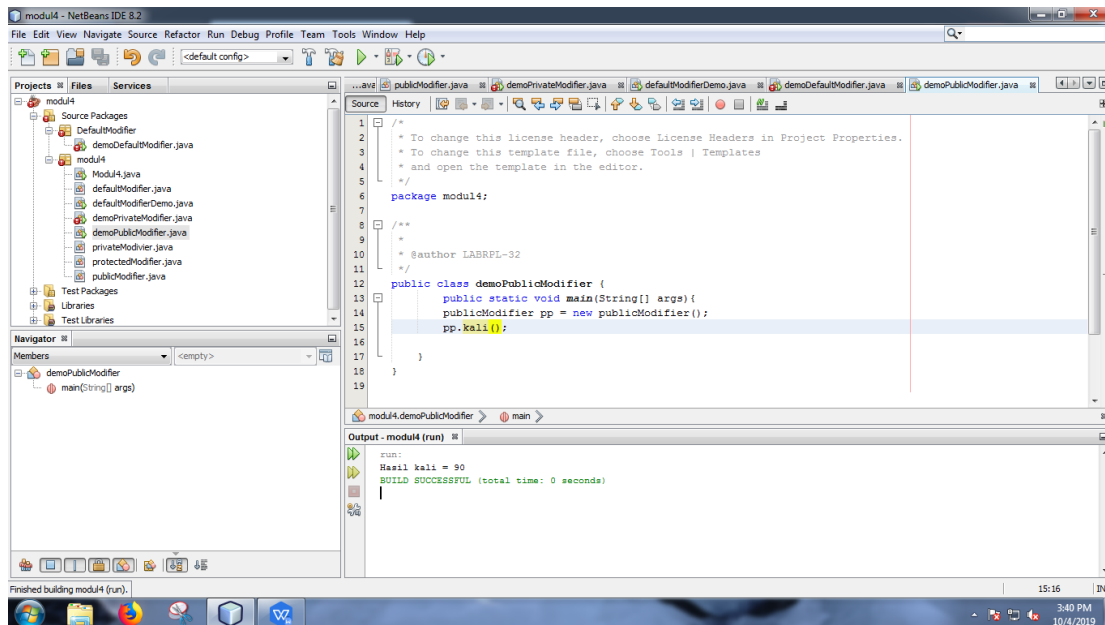 modul4 - NetBeans IDE 8.2
File Edit View Navigate Source Refactor Run Debug Profile Team Tools Window Help
<default config>
Projects Files Services
modul4
Source Packages
DefaultModifier
demoDefaultModifier.java
modul4
Modul4.java
defaultModifier.java
defaultModifierDemo.java
demoPrivateModifier.java
demoPublicModifier.java
privateModivier.java
protectedModifier.java
publicModifier.java
Test Packages
Libraries
Test Libraries
Navigator
Members <empty>
demoPublicModifier
main(String[] args)
...ava publicModifier.java demoPrivateModifier.java defaultModifierDemo.java demoDefaultModifier.java demoPublicModifier.java
Source History
1 /*
2 * To change this license header, choose License Headers in Project Properties.
3 * To change this template file, choose Tools | Templates
4 * and open the template in the editor.
5 */
6 package modul4;
7
8 /**
9 *
10 * @author LABRPL-32
11 */
12 public class demoPublicModifier {
13 public static void main(String[] args){
14 publicModifier pp = new publicModifier();
15 pp.kali();
16
17 }
18 }
19
modul4.demoPublicModifier main
Output - modul4 (run)
run:
Hasil kali = 90
BUILD SUCCESSFUL (total time: 0 seconds)
Finished building modul4 (run).
15:16 IN
3:40 PM
10/4/2019